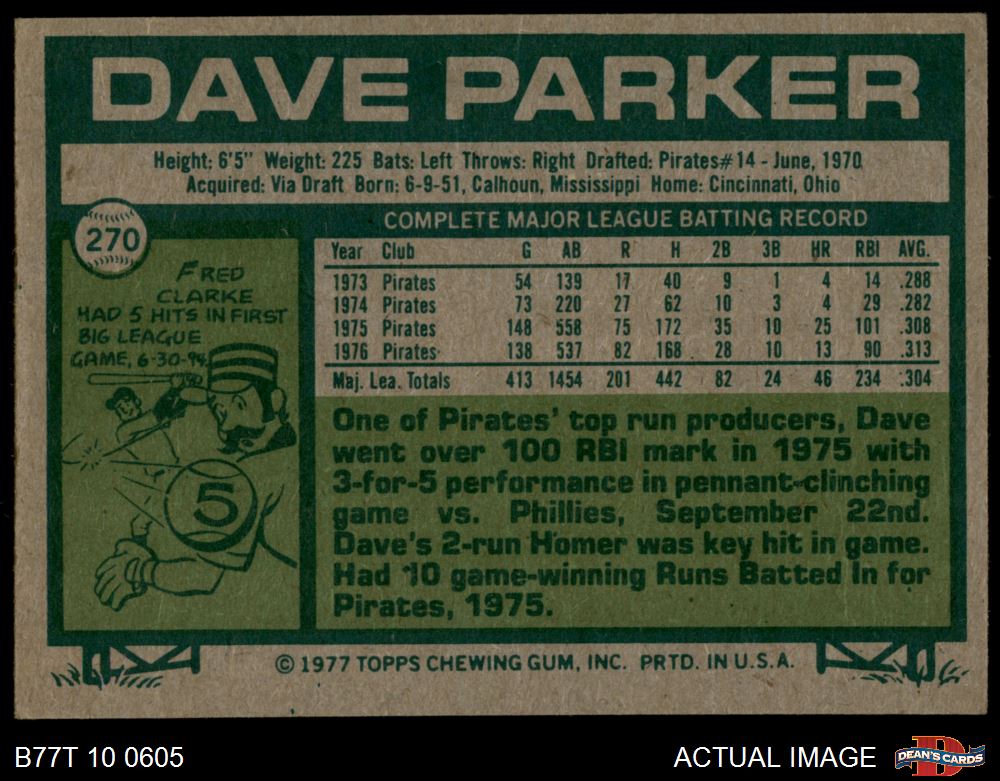 DAVE PARKER
Height: 6'5" Weight: 225 Bats: Left Throws: Right Drafted: Pirates#14 - June, 1970
Acquired: Via Draft Born: 6-9-51, Calhoun, Mississippi Home: Cincinnati, Ohio
270
FRED
CLARKE
HAD 5 HITS IN FIRST
BIG LEAGUE
GAME, 6-30-94.
5
COMPLETE MAJOR LEAGUE BATTING RECORD
Year Club G AB R H 2B 3B HR RBI AVG.
1973 Pirates 54 139 17 40 9 1 4 14 .288
1974 Pirates 73 220 27 62 10 3 4 29 .282
1975 Pirates 148 558 75 172 35 10 25 101 .308
1976 Pirates 138 537 82 168 28 10 13 90 .313
Maj. Lea. Totals 413 1454 201 442 82 24 46 234 .304
One of Pirates' top run producers, Dave
went over 100 RBI mark in 1975 with
3-for-5 performance in pennant-clinching
game vs. Phillies, September 22nd.
Dave's 2-run Homer was key hit in game.
Had 10 game-winning Runs Batted In for
Pirates, 1975.
© 1977 TOPPS CHEWING GUM, INC. PRTD. IN U.S.A.
B77T 10 0605
ACTUAL IMAGE
D
DEAN'S CARDS